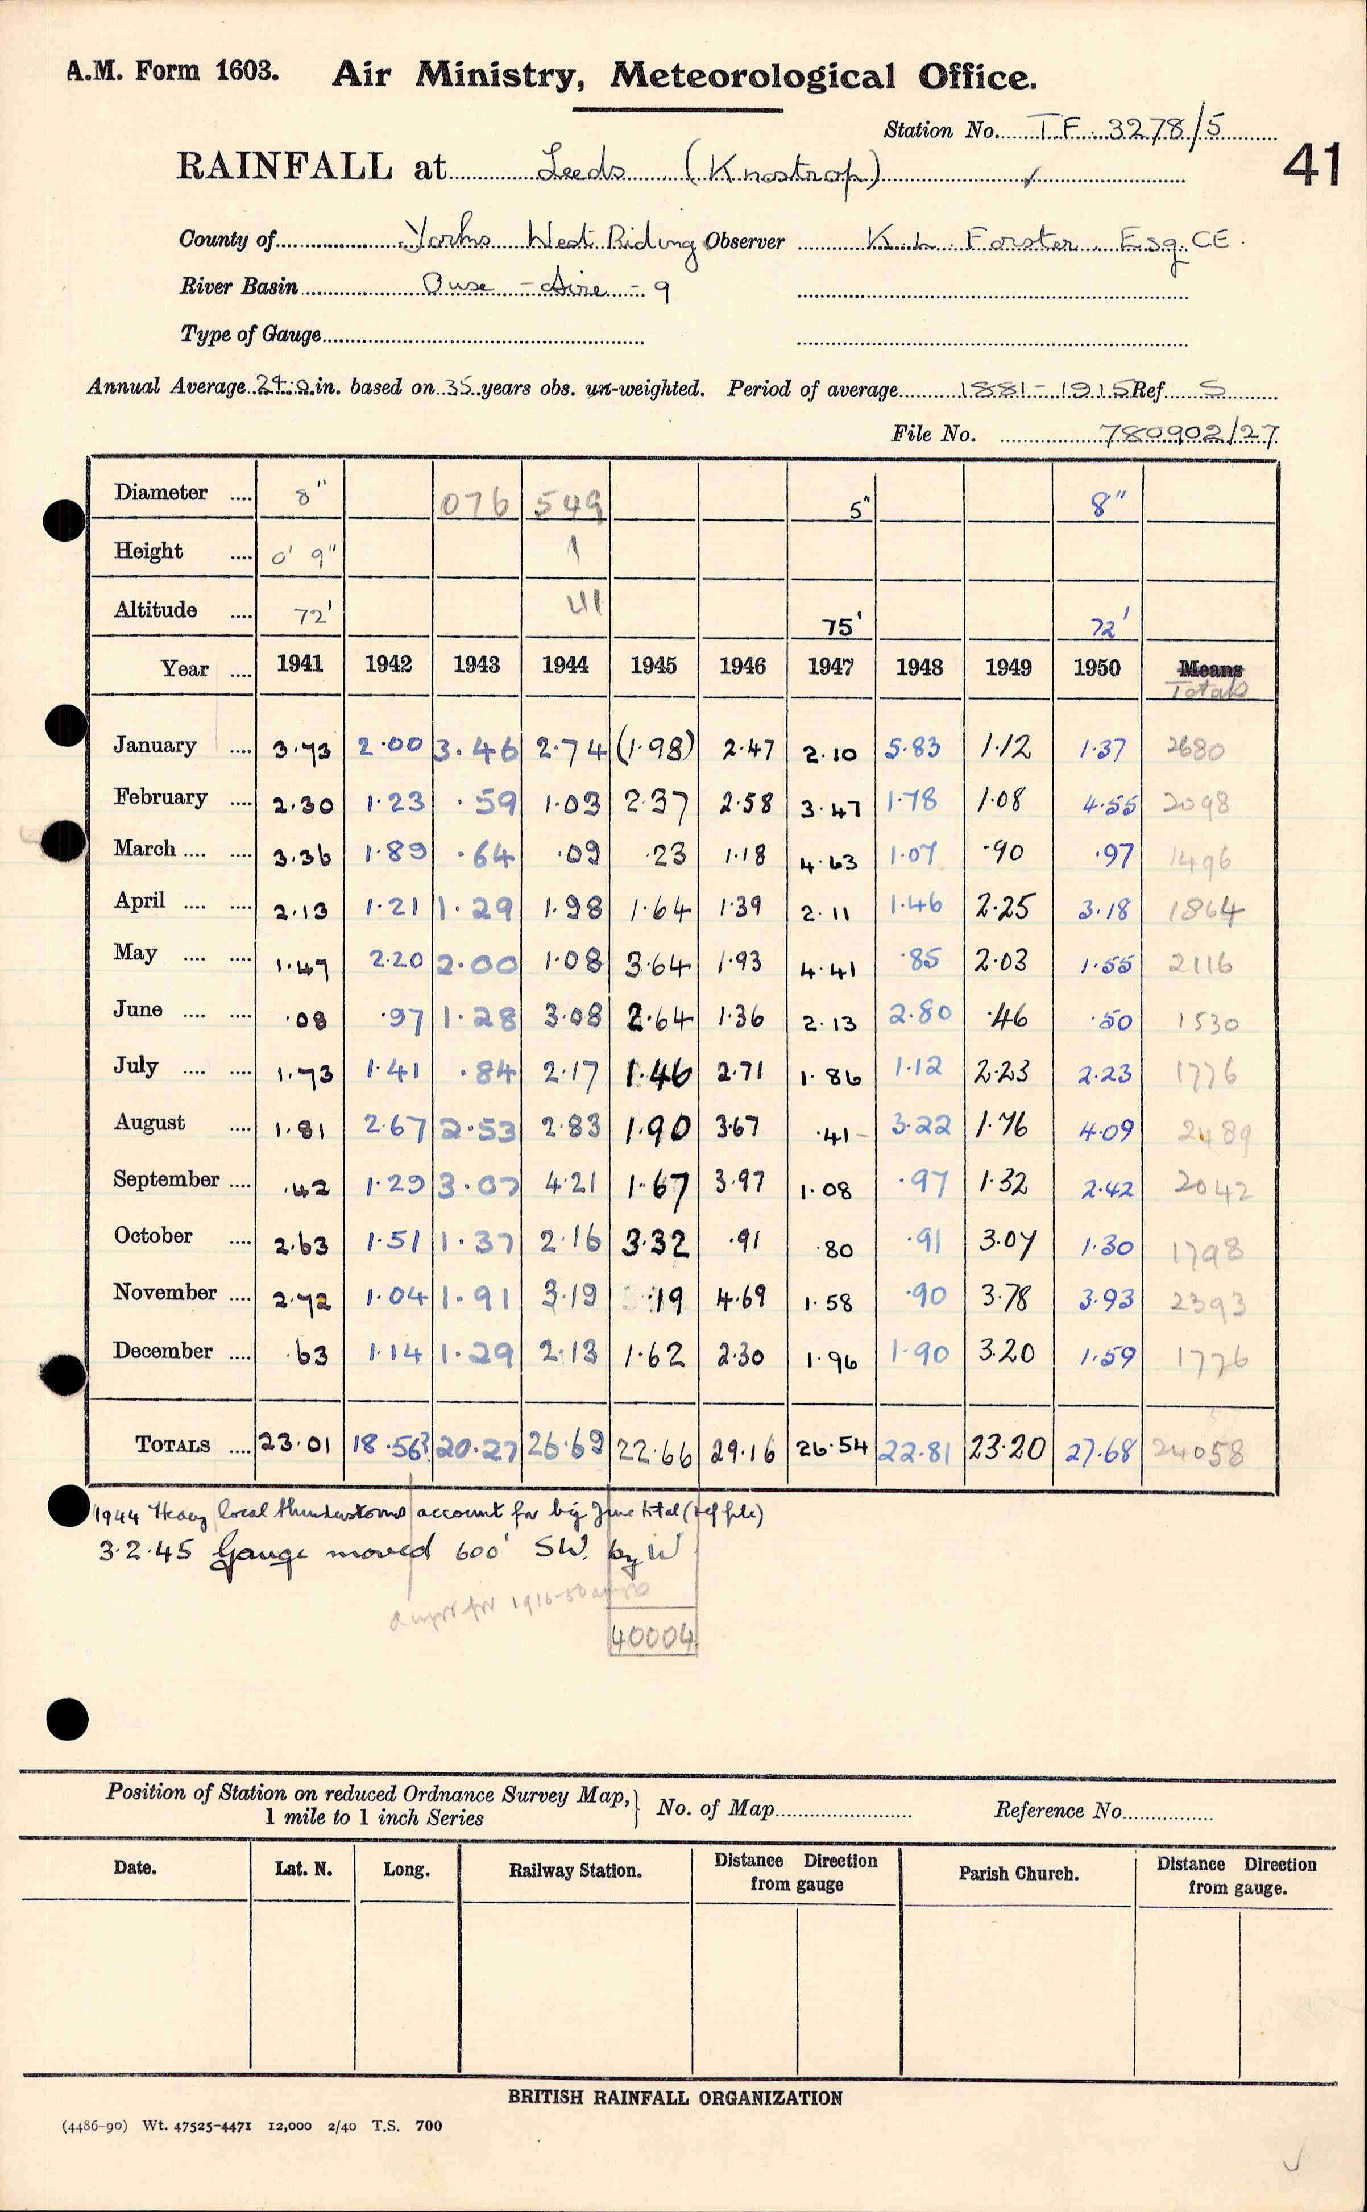 A.M. Form 1603. Air Ministry, Meteorological Office.
Station No. TF. 3278/5
41
RAINFALL at Leeds (Knostrop) ✓
County of Yorks West Riding Observer K. L. Forster. Esq. CE.
River Basin Ouse - Aire - 9
Type of Gauge
Annual Average 24.0 in. based on 35 years obs. un-weighted. Period of average 1881-1915 Ref S
File No. 780902/27
Diameter .... 8" 076 549 5" 8"
Height .... 0' 9" 1
Altitude .... 72' 75' 72'
Year .... 1941 1942 1943 1944 1945 1946 1947 1948 1949 1950 Means
Totals
January .... 3.73 2.00 3.46 2.74 (1.98) 2.47 2.10 5.83 1.12 1.37 2680
February .... 2.30 1.23 .59 1.03 2.37 2.58 3.47 1.78 1.08 4.55 2098
March .... .... 3.36 1.89 .64 .09 .23 1.18 4.63 1.07 .90 .97 1496
April .... .... 2.13 1.21 1.29 1.98 1.64 1.39 2.11 1.46 2.25 3.18 1864
May .... .... 1.47 2.20 2.00 1.08 3.64 1.93 4.41 .85 2.03 1.55 2116
June .... .... .08 .97 1.28 3.08 2.64 1.36 2.13 2.80 .46 .50 1530
July .... .... 1.73 1.41 .84 2.17 1.46 2.71 1.86 1.12 2.23 2.23 1776
August .... 1.81 2.67 2.53 2.83 1.90 3.67 .41 3.22 1.76 4.09 2489
September .... .42 1.29 3.07 4.21 1.67 3.97 1.08 .97 1.32 2.42 2042
October .... 2.63 1.51 1.37 2.16 3.32 .91 .80 .91 3.07 1.30 1798
November .... 2.72 1.04 1.91 3.19 .19 4.69 1.58 .90 3.78 3.93 2393
December .... .63 1.14 1.29 2.13 1.62 2.30 1.96 1.90 3.20 1.59 1776
TOTALS .... 23.01 18.56? 20.27 26.69 22.66 29.16 26.54 22.81 23.20 27.68 24058
1944 Heavy local thunderstorms account for big June total (ref file)
3.2.45 Gauge moved 600' SW. by W
for 1916-50
40004
Position of Station on reduced Ordnance Survey Map,
1 mile to 1 inch Series
No. of Map Reference No.
Date. Lat. N. Long. Railway Station. Distance Direction from gauge Parish Church. Distance Direction from gauge.
BRITISH RAINFALL ORGANIZATION
(4486-90) Wt. 47525-4471 12,000 2/40 T.S. 700